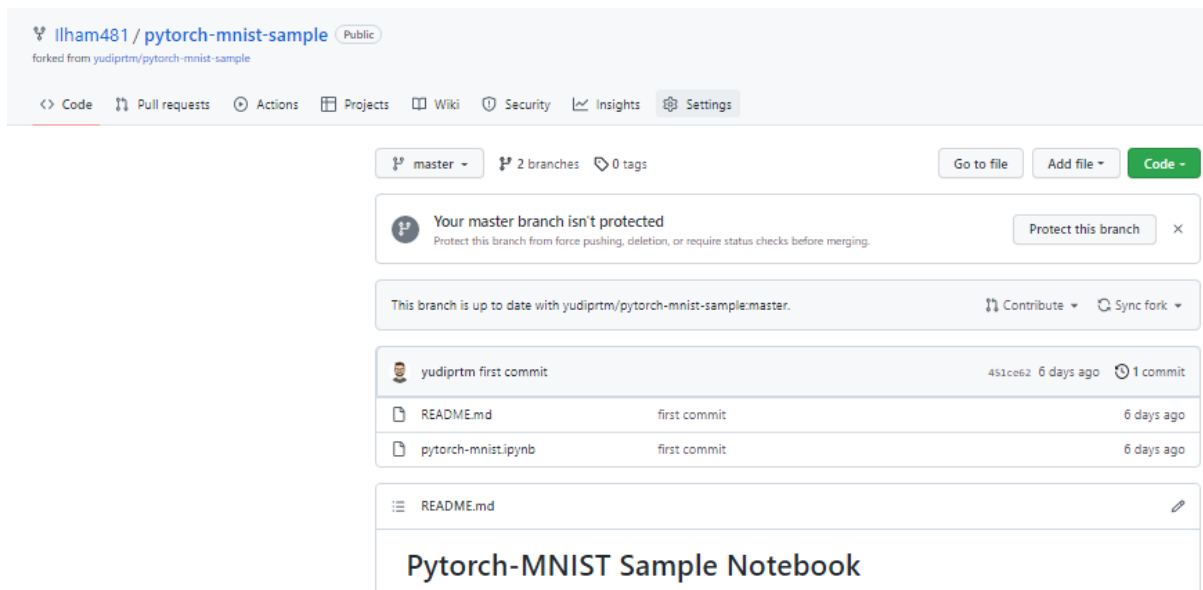 Ilham481 / pytorch-mnist-sample Public
forked from yudiprtm/pytorch-mnist-sample
<> Code Pull requests Actions Projects Wiki Security Insights Settings
master 2 branches 0 tags Go to file Add file Code
Your master branch isn't protected
Protect this branch from force pushing, deletion, or require status checks before merging.
Protect this branch
This branch is up to date with yudiprtm/pytorch-mnist-sample:master. Contribute Sync fork
yudiprtm first commit 451ce62 6 days ago 1 commit
README.md first commit 6 days ago
pytorch-mnist.ipynb first commit 6 days ago
README.md
Pytorch-MNIST Sample Notebook